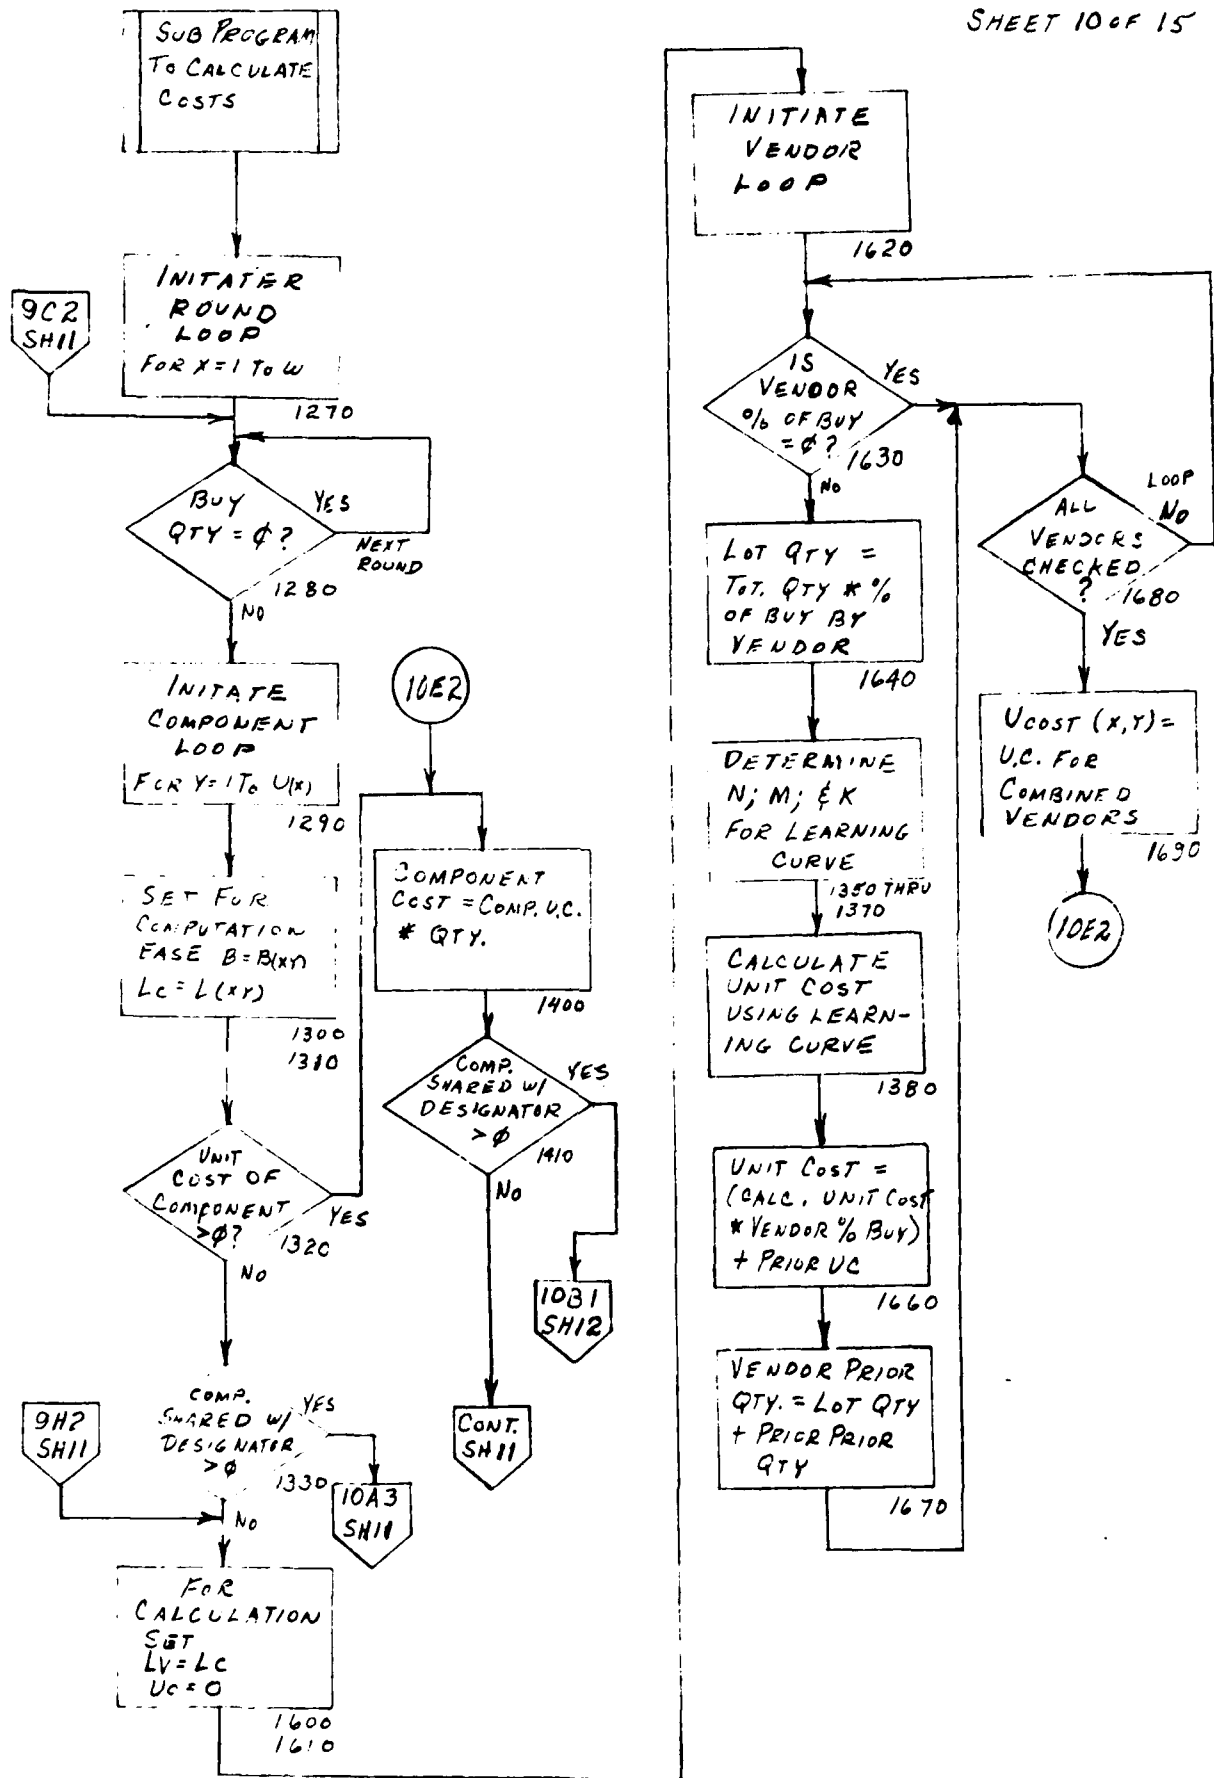 SHEET 10 OF 15
SUB PROGRAM
TO CALCULATE
COSTS
INITATER
ROUND
LOOP
FOR X=1 TO W
1270
9C2
SH11
BUY
QTY = ∅?
YES
NEXT
ROUND
1280
NO
INITATE
COMPONENT
LOOP
FOR Y=1 TO U(X)
1290
SET FOR
COMPUTATION
EASE B=B(XY)
LC=L(XY)
1300
1310
UNIT
COST OF
COMPONENT
>∅?
YES
1320
NO
COMP.
SHARED W/
DESIGNATOR
>∅
YES
1330
NO
9H2
SH11
10A3
SH11
FOR
CALCULATION
SET
LV=LC
UC=0
1600
1610
10E2
COMPONENT
COST = COMP. U.C.
* QTY.
1400
COMP.
SHARED W/
DESIGNATOR
>∅
YES
1410
NO
10B1
SH12
CONT.
SH11
INITIATE
VENDOR
LOOP
1620
IS
VENDOR
% OF BUY
=∅?
YES
1630
NO
LOT QTY =
TOT. QTY * %
OF BUY BY
VENDOR
1640
DETERMINE
N; M; & K
FOR LEARNING
CURVE
1350 THRU
1370
CALCULATE
UNIT COST
USING LEARN-
ING CURVE
1380
UNIT COST =
(CALC. UNIT COST
* VENDOR % BUY)
+ PRIOR UC
1660
VENDOR PRIOR
QTY. = LOT QTY
+ PRIOR PRIOR
QTY
1670
ALL
VENDORS
CHECKED
?
LOOP
NO
1680
YES
UCOST (X,Y) =
U.C. FOR
COMBINED
VENDORS
1690
10E2